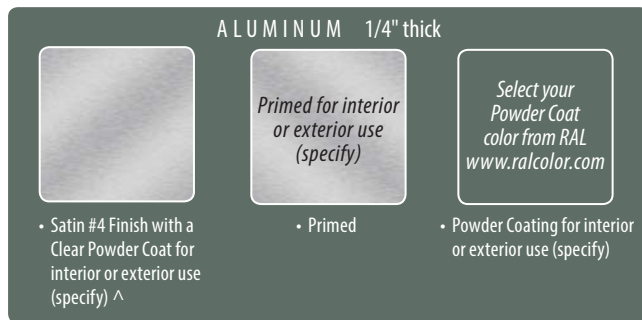 ALUMINUM 1/4" thick
Primed for interior
or exterior use
(specify)
Select your
Powder Coat
color from RAL
www.ralcolor.com
• Satin #4 Finish with a
Clear Powder Coat for
interior or exterior use
(specify) ^
• Primed
• Powder Coating for interior
or exterior use (specify)